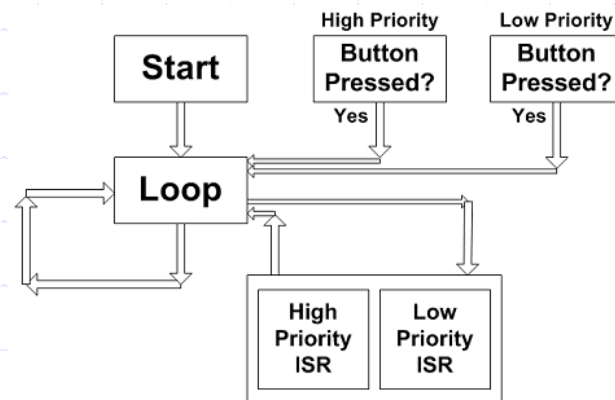 High Priority
Low Priority
Start
Button
Pressed?
Button
Pressed?
Yes
Yes
Loop
High
Priority
ISR
Low
Priority
ISR